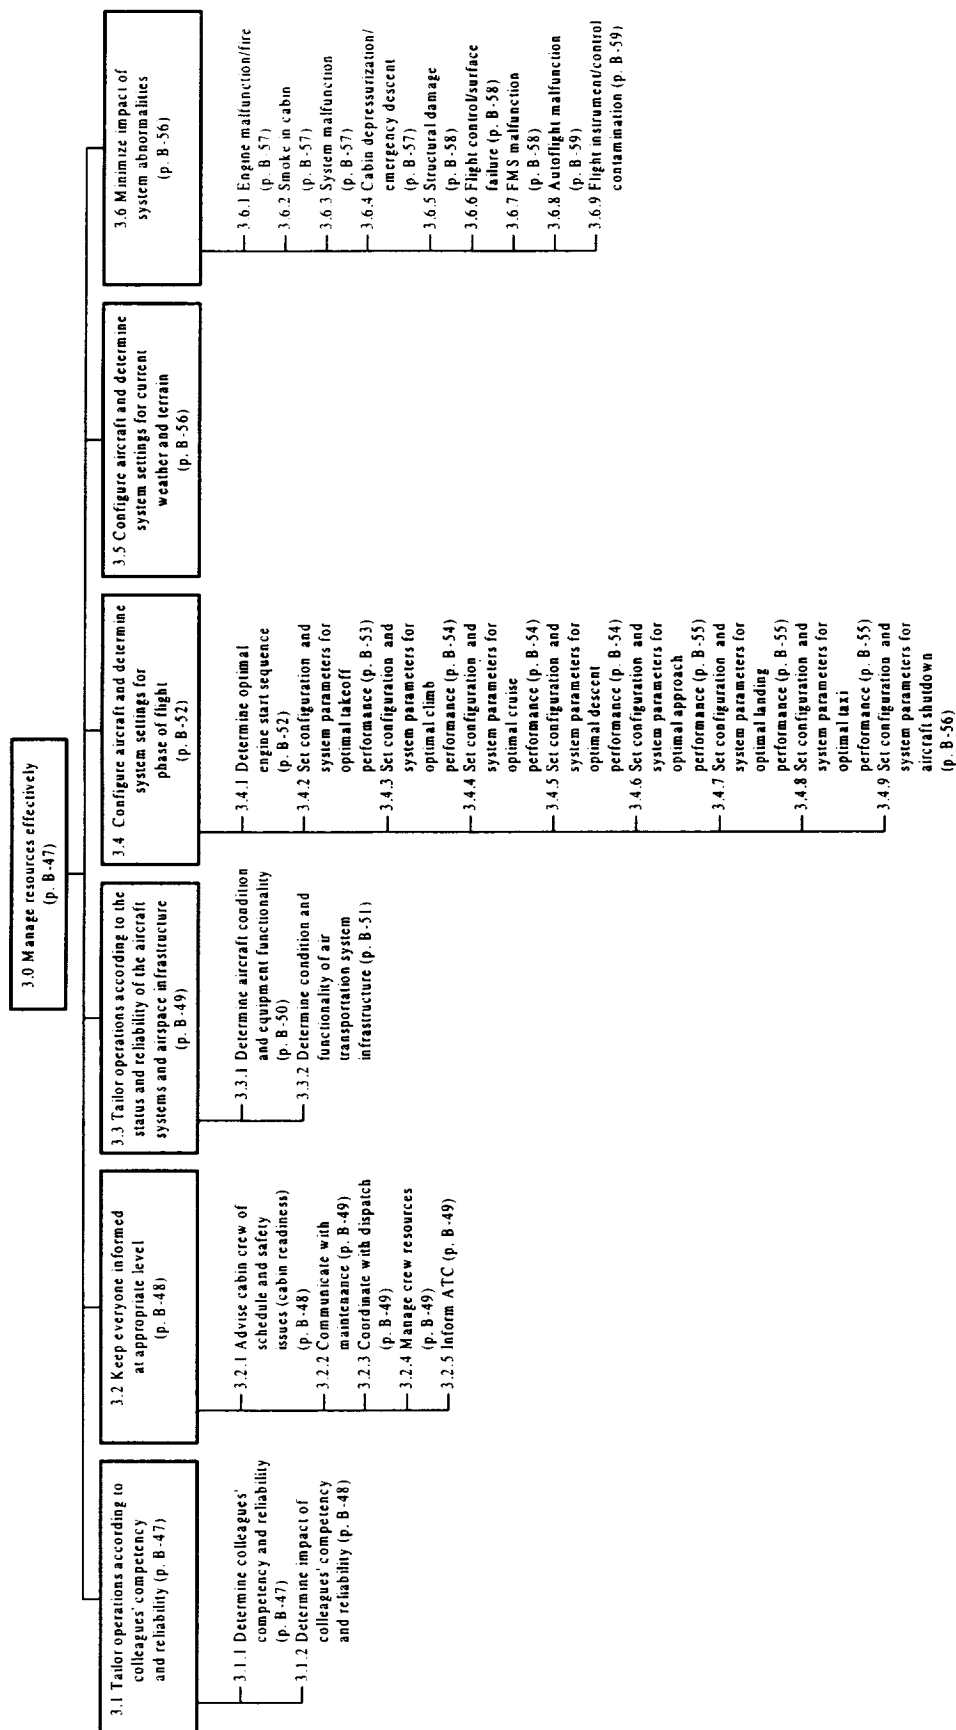 3.0 Manage resources effectively
(p. B-47)
3.1 Tailor operations according to
colleagues' competency
and reliability (p. B-47)
3.1.1 Determine colleagues'
competency and reliability
(p. B-47)
3.1.2 Determine impact of
colleagues' competency
and reliability (p. B-48)
3.2 Keep everyone informed
at appropriate level
(p. B-48)
3.2.1 Advise cabin crew of
schedule and safety
issues (cabin readiness)
(p. B-48)
3.2.2 Communicate with
maintenance (p. B-49)
3.2.3 Coordinate with dispatch
(p. B-49)
3.2.4 Manage crew resources
(p. B-49)
3.2.5 Inform ATC (p. B-49)
3.3 Tailor operations according to the
status and reliability of the aircraft
systems and airspace infrastructure
(p. B-49)
3.3.1 Determine aircraft condition
and equipment functionality
(p. B-50)
3.3.2 Determine condition and
functionality of air
transportation system
infrastructure (p. B-51)
3.4 Configure aircraft and determine
system settings for
phase of flight
(p. B-52)
3.4.1 Determine optimal
engine start sequence
(p. B-52)
3.4.2 Set configuration and
system parameters for
optimal takeoff
performance (p. B-53)
3.4.3 Set configuration and
system parameters for
optimal climb
performance (p. B-54)
3.4.4 Set configuration and
system parameters for
optimal cruise
performance (p. B-54)
3.4.5 Set configuration and
system parameters for
optimal descent
performance (p. B-54)
3.4.6 Set configuration and
system parameters for
optimal approach
performance (p. B-55)
3.4.7 Set configuration and
system parameters for
optimal landing
performance (p. B-55)
3.4.8 Set configuration and
system parameters for
optimal taxi
performance (p. B-55)
3.4.9 Set configuration and
system parameters for
aircraft shutdown
(p. B-56)
3.5 Configure aircraft and determine
system settings for current
weather and terrain
(p. B-56)
3.6 Minimize impact of
system abnormalities
(p. B-56)
3.6.1 Engine malfunction/fire
(p. B-57)
3.6.2 Smoke in cabin
(p. B-57)
3.6.3 System malfunction
(p. B-57)
3.6.4 Cabin depressurization/
emergency descent
(p. B-57)
3.6.5 Structural damage
(p. B-58)
3.6.6 Flight control/surface
failure (p. B-58)
3.6.7 FMS malfunction
(p. B-58)
3.6.8 Autoflight malfunction
(p. B-59)
3.6.9 Flight instrument/control
contamination (p. B-59)